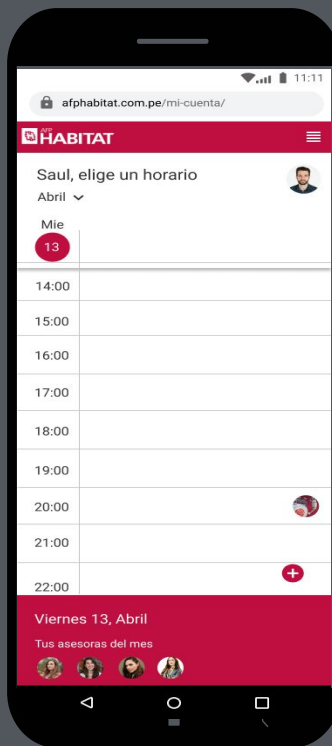 11:11
afphabitat.com.pe/mi-cuenta/
AFP
HABITAT
Saul, elige un horario
Abril
Mie
13
14:00
15:00
16:00
17:00
18:00
19:00
20:00
21:00
22:00
Viernes 13, Abril
Tus asesoras del mes